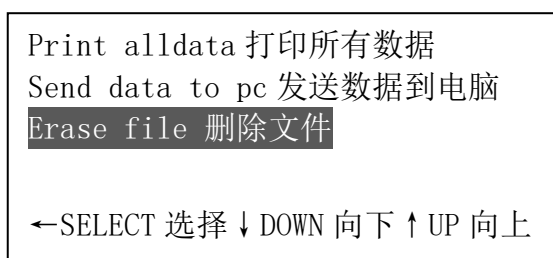 Print alldata 打印所有数据
Send data to pc 发送数据到电脑
Erase file 删除文件
←SELECT 选择↓DOWN 向下↑UP 向上